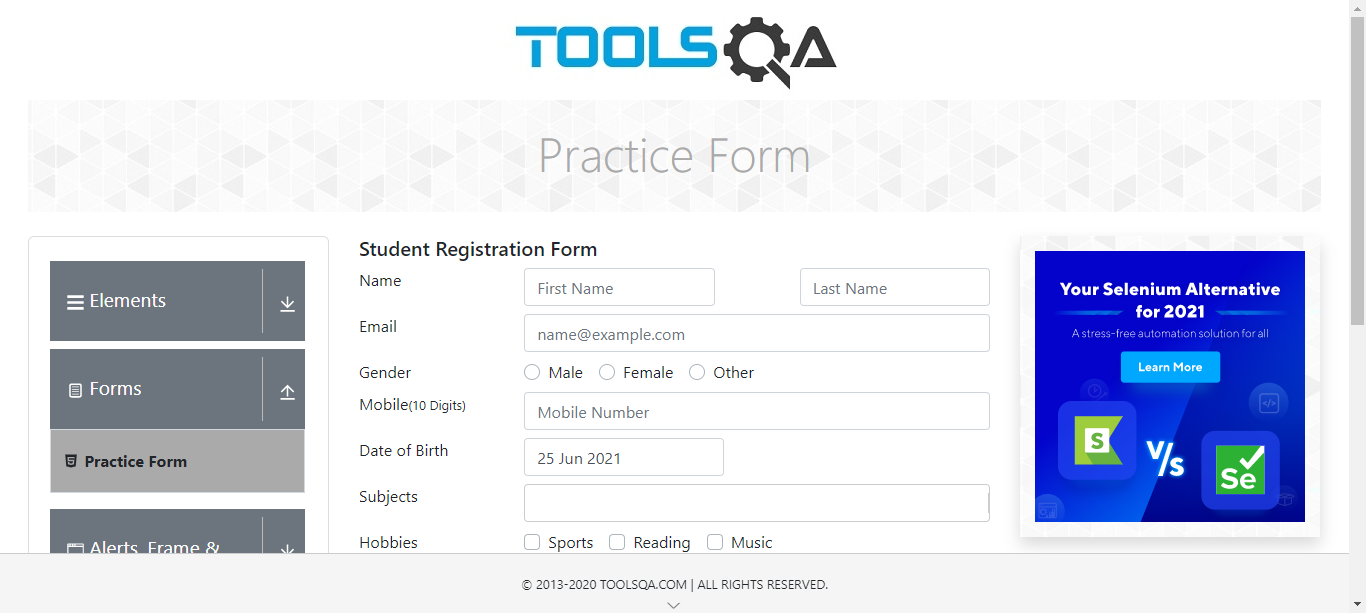 TOOLSQA
Practice Form
Elements
Forms
Practice Form
Alerts, Frame &
Student Registration Form
Name
First Name
Last Name
Email
name@example.com
Gender
Male Female Other
Mobile(10 Digits)
Mobile Number
Date of Birth
25 Jun 2021
Subjects
Hobbies
Sports Reading Music
Your Selenium Alternative
for 2021
A stress-free automation solution for all
Learn More
S
V/S
Se
</>
© 2013-2020 TOOLSQA.COM | ALL RIGHTS RESERVED.